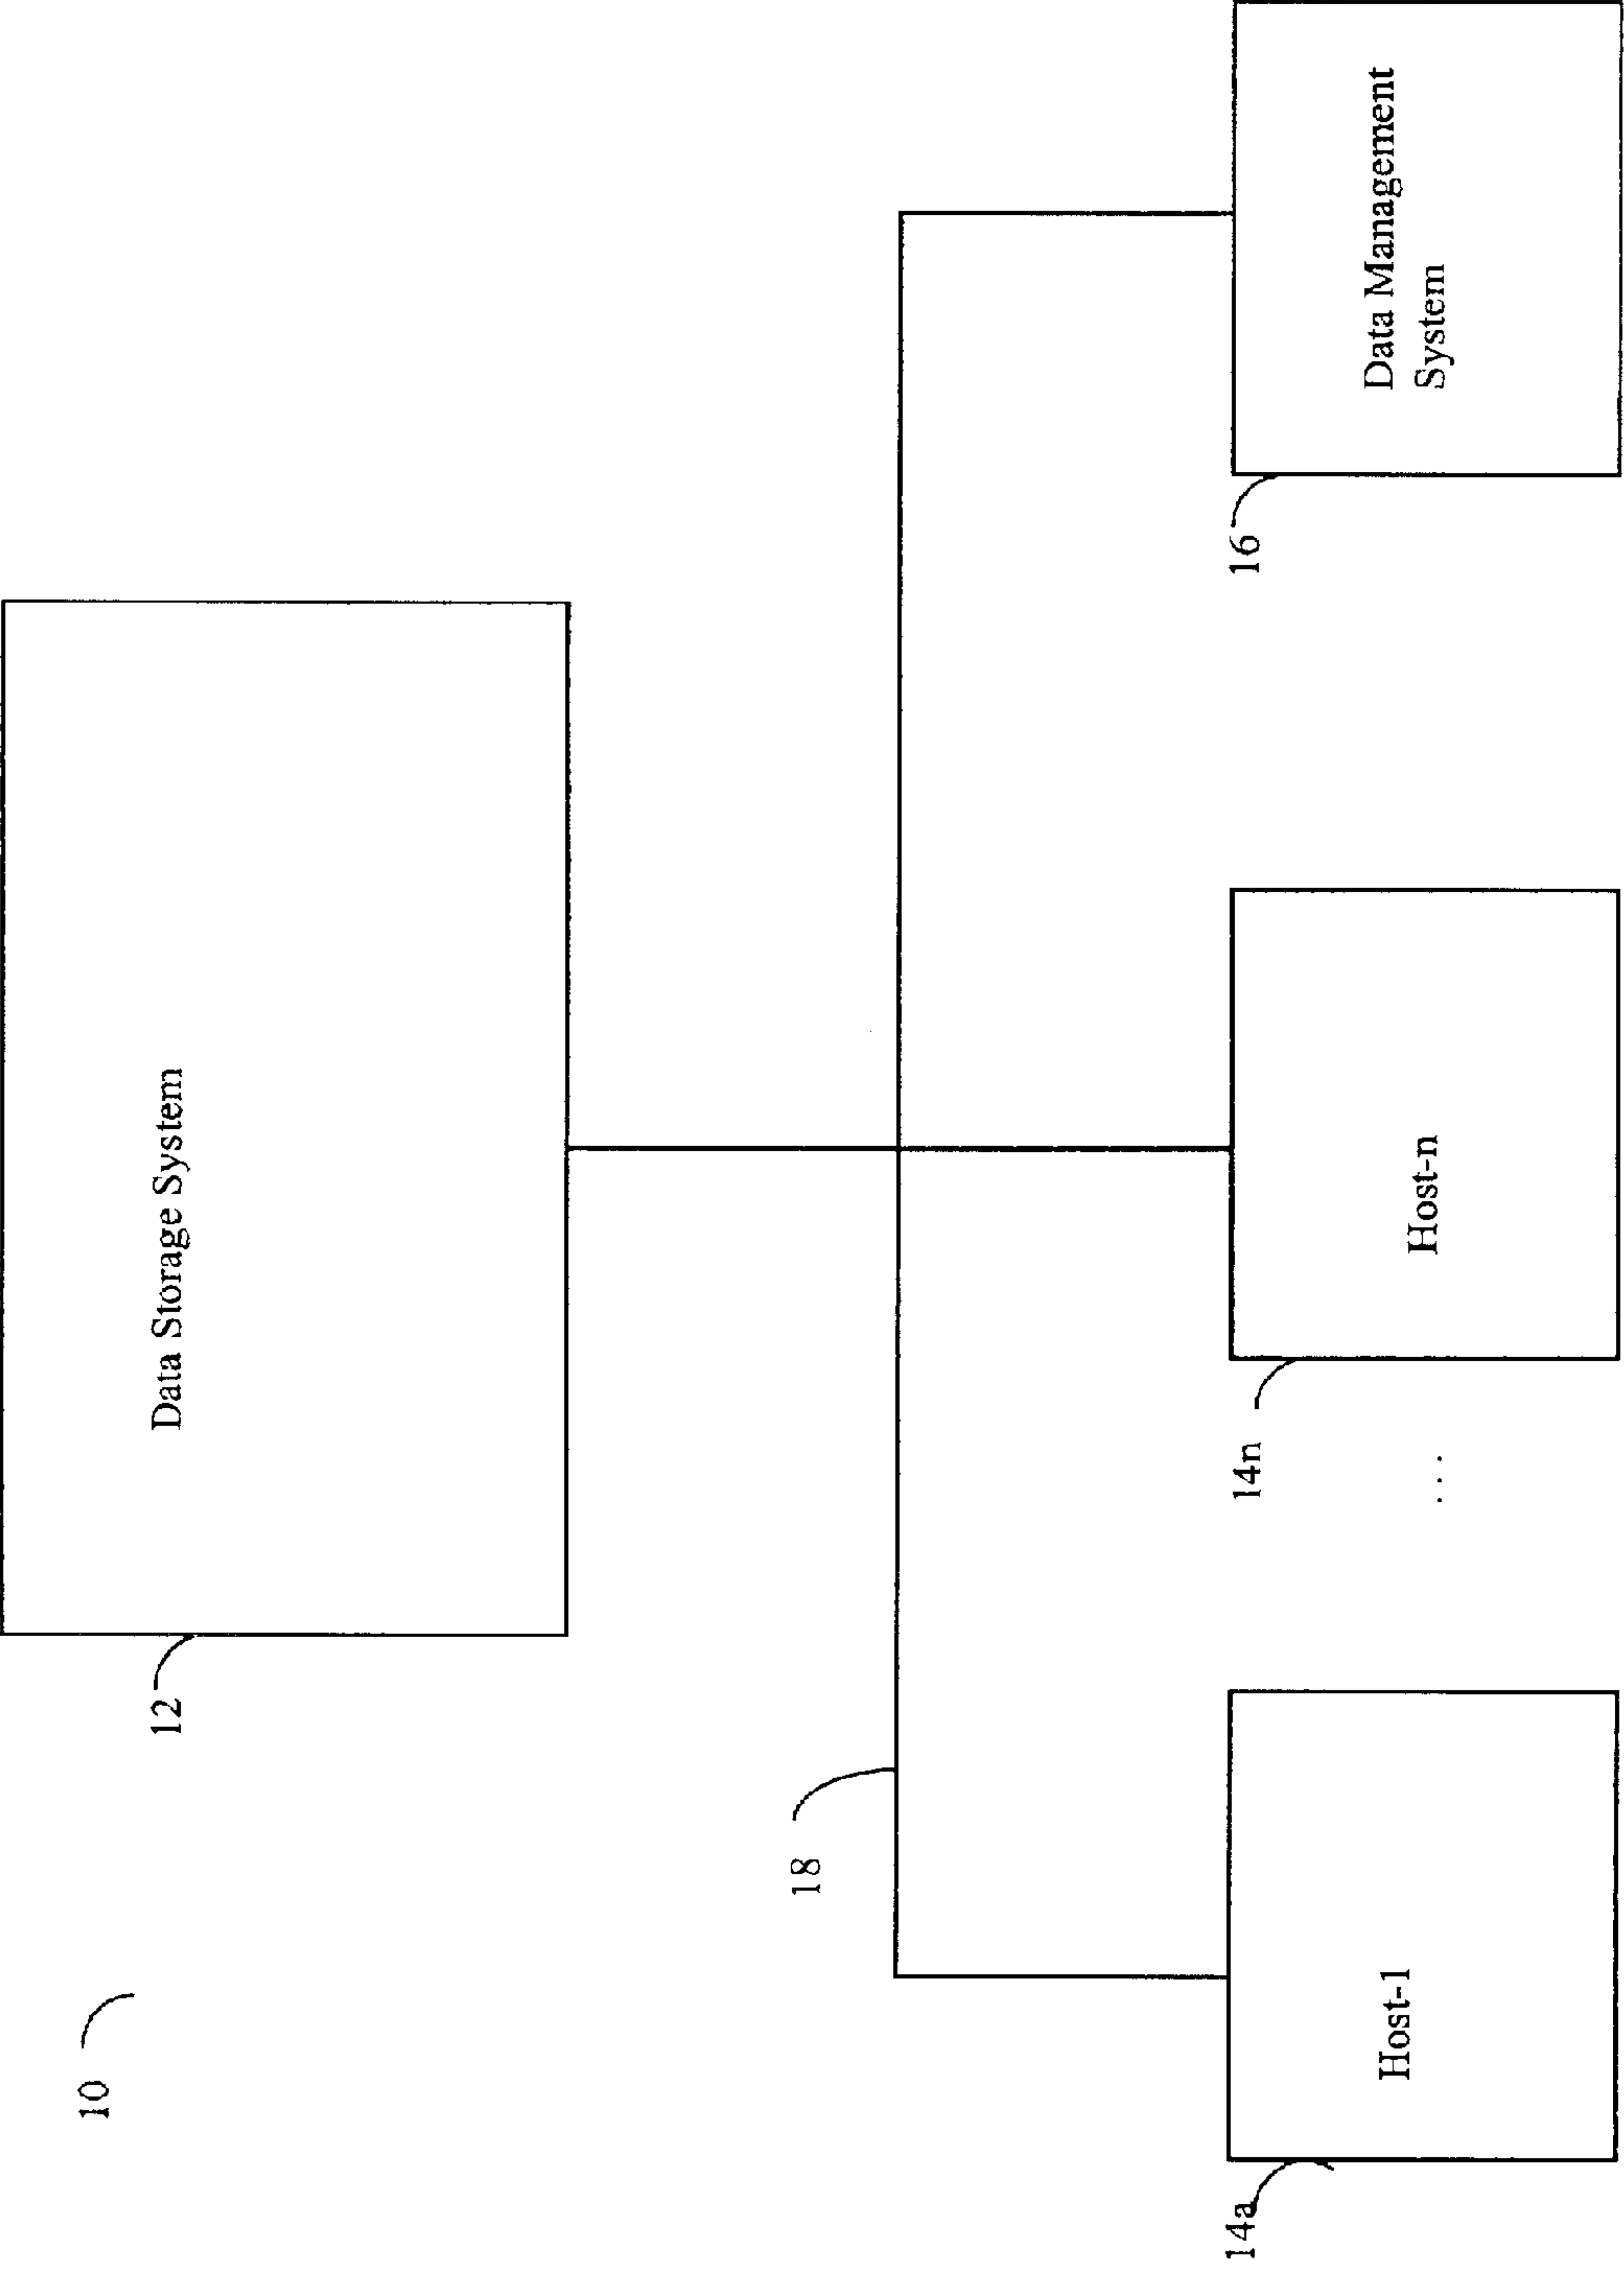 10
12
Data Storage System
18
14a
Host-1
14n
. . .
Host-n
16
Data Management
System